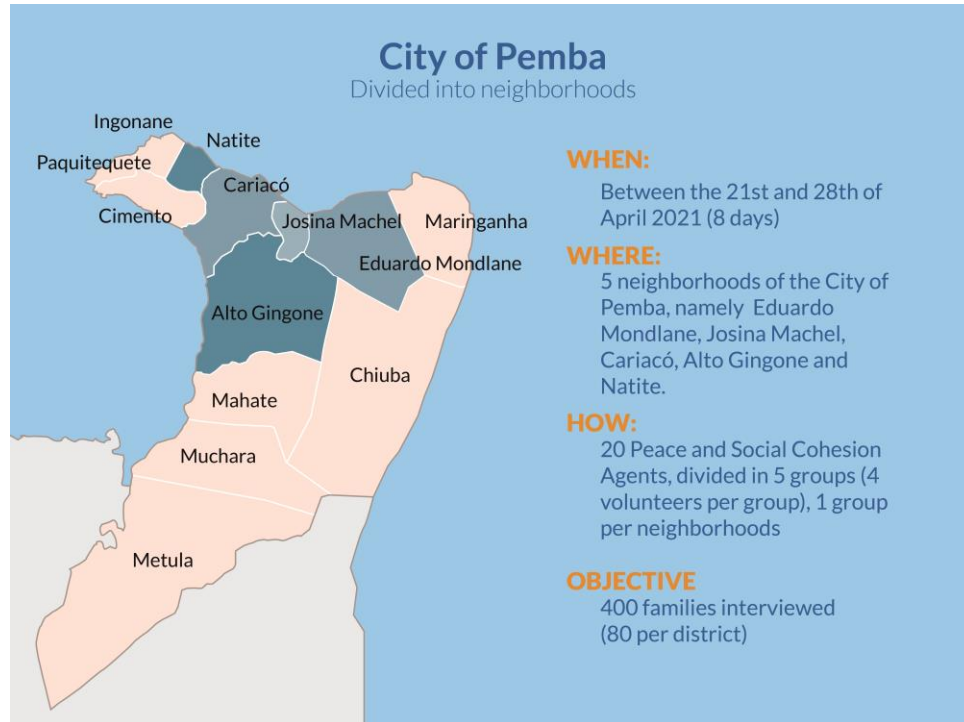 City of Pemba
Divided into neighborhoods
Ingonane
Natite
Paquitequete
Cariacó
Cimento
Josina Machel
Maringanha
Eduardo Mondlane
Alto Gingone
Chiuba
Mahate
Muchara
Metula
WHEN:
Between the 21st and 28th of
April 2021 (8 days)
WHERE:
5 neighborhoods of the City of
Pemba, namely Eduardo
Mondlane, Josina Machel,
Cariacó, Alto Gingone and
Natite.
HOW:
20 Peace and Social Cohesion
Agents, divided in 5 groups (4
volunteers per group), 1 group
per neighborhoods
OBJECTIVE
400 families interviewed
(80 per district)